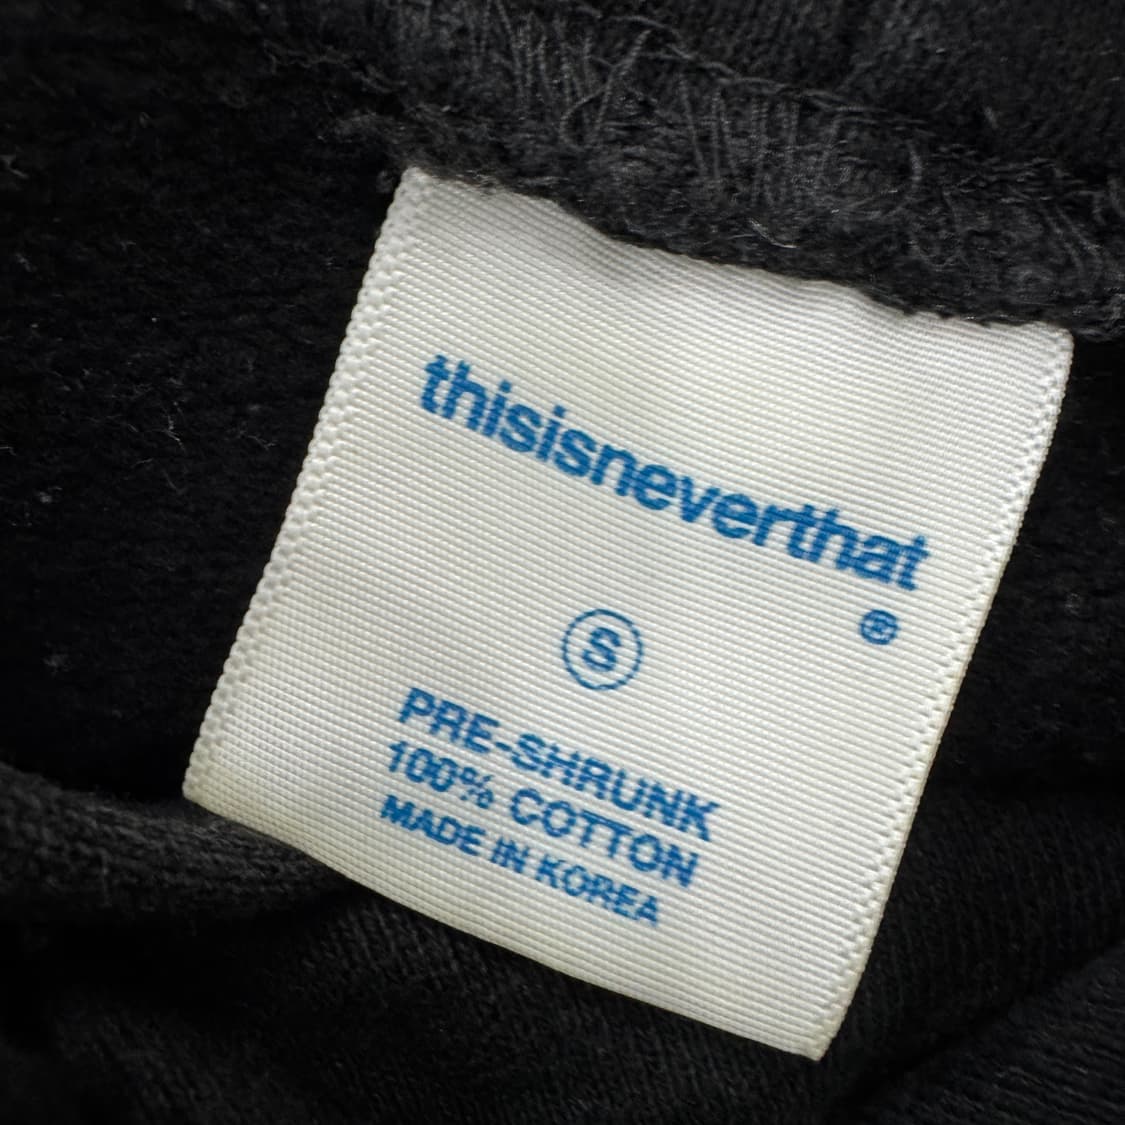 thisisneverthat
®
S
PRE-SHRUNK
100% COTTON
MADE IN KOREA